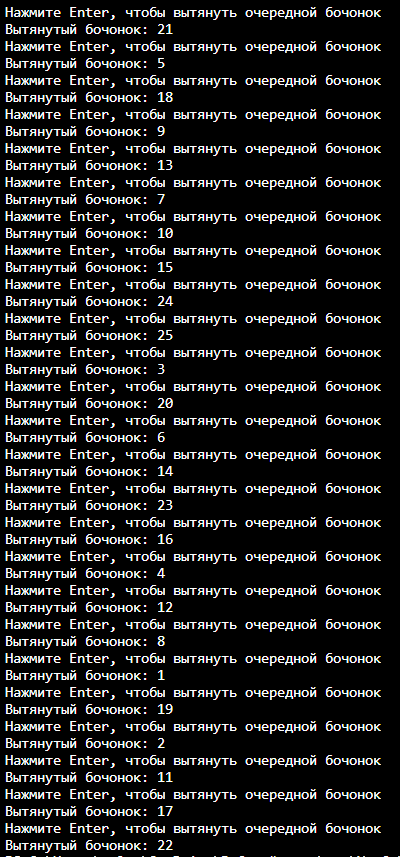 Нажмите Enter, чтобы вытянуть очередной бочонок
Вытянутый бочонок: 21
Нажмите Enter, чтобы вытянуть очередной бочонок
Вытянутый бочонок: 5
Нажмите Enter, чтобы вытянуть очередной бочонок
Вытянутый бочонок: 18
Нажмите Enter, чтобы вытянуть очередной бочонок
Вытянутый бочонок: 9
Нажмите Enter, чтобы вытянуть очередной бочонок
Вытянутый бочонок: 13
Нажмите Enter, чтобы вытянуть очередной бочонок
Вытянутый бочонок: 7
Нажмите Enter, чтобы вытянуть очередной бочонок
Вытянутый бочонок: 10
Нажмите Enter, чтобы вытянуть очередной бочонок
Вытянутый бочонок: 15
Нажмите Enter, чтобы вытянуть очередной бочонок
Вытянутый бочонок: 24
Нажмите Enter, чтобы вытянуть очередной бочонок
Вытянутый бочонок: 25
Нажмите Enter, чтобы вытянуть очередной бочонок
Вытянутый бочонок: 3
Нажмите Enter, чтобы вытянуть очередной бочонок
Вытянутый бочонок: 20
Нажмите Enter, чтобы вытянуть очередной бочонок
Вытянутый бочонок: 6
Нажмите Enter, чтобы вытянуть очередной бочонок
Вытянутый бочонок: 14
Нажмите Enter, чтобы вытянуть очередной бочонок
Вытянутый бочонок: 23
Нажмите Enter, чтобы вытянуть очередной бочонок
Вытянутый бочонок: 16
Нажмите Enter, чтобы вытянуть очередной бочонок
Вытянутый бочонок: 4
Нажмите Enter, чтобы вытянуть очередной бочонок
Вытянутый бочонок: 12
Нажмите Enter, чтобы вытянуть очередной бочонок
Вытянутый бочонок: 8
Нажмите Enter, чтобы вытянуть очередной бочонок
Вытянутый бочонок: 1
Нажмите Enter, чтобы вытянуть очередной бочонок
Вытянутый бочонок: 19
Нажмите Enter, чтобы вытянуть очередной бочонок
Вытянутый бочонок: 2
Нажмите Enter, чтобы вытянуть очередной бочонок
Вытянутый бочонок: 11
Нажмите Enter, чтобы вытянуть очередной бочонок
Вытянутый бочонок: 17
Нажмите Enter, чтобы вытянуть очередной бочонок
Вытянутый бочонок: 22